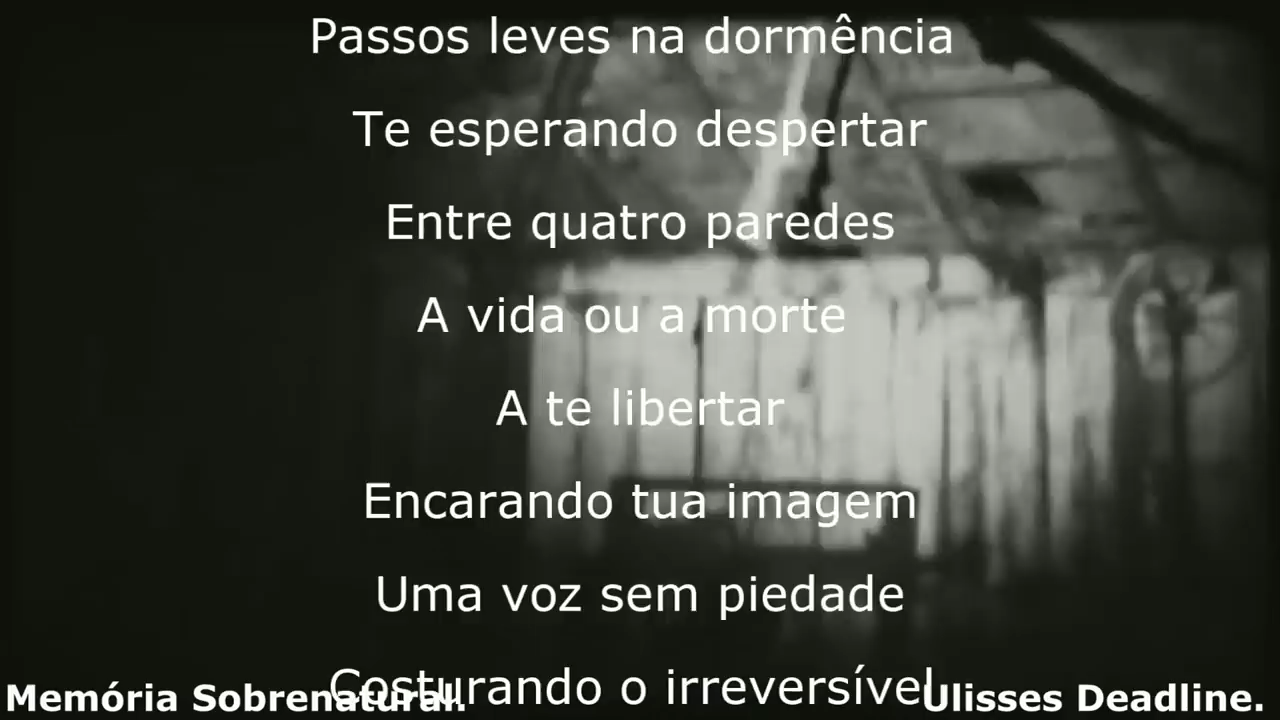 Passos leves na dormência
Te esperando despertar
Entre quatro paredes
A vida ou a morte
A te libertar
Encarando tua imagem
Uma voz sem piedade
Costurando o irreversível
Memória Sobrenatural.
Ulisses Deadline.